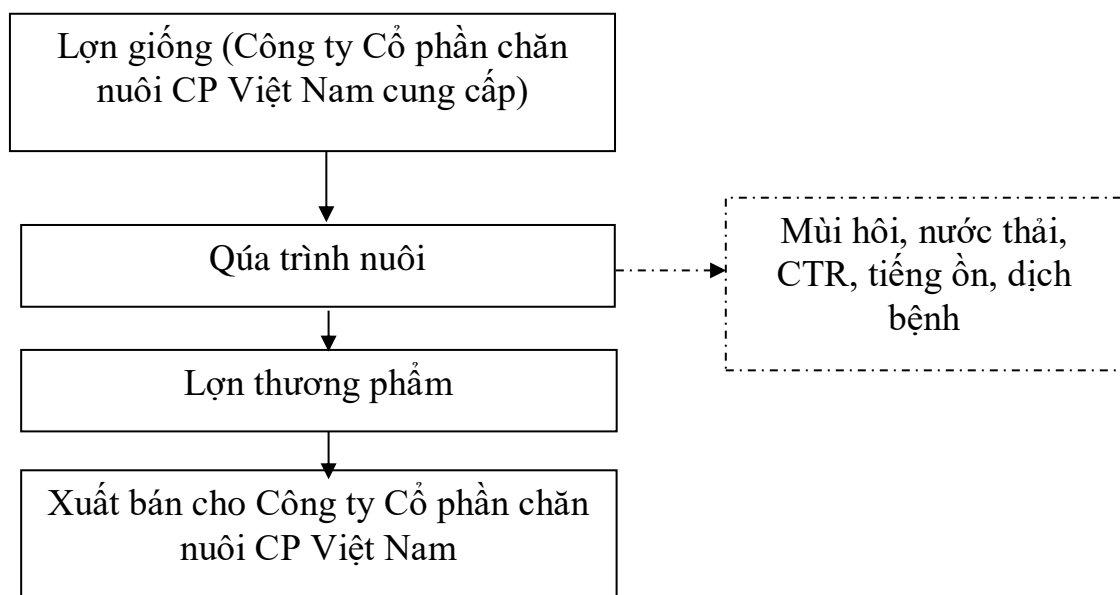 Lợn giống (Công ty Cổ phần chăn
nuôi CP Việt Nam cung cấp)
Qúa trình nuôi
Mùi hôi, nước thải,
CTR, tiếng ồn, dịch
bệnh
Lợn thương phẩm
Xuất bán cho Công ty Cổ phần chăn
nuôi CP Việt Nam